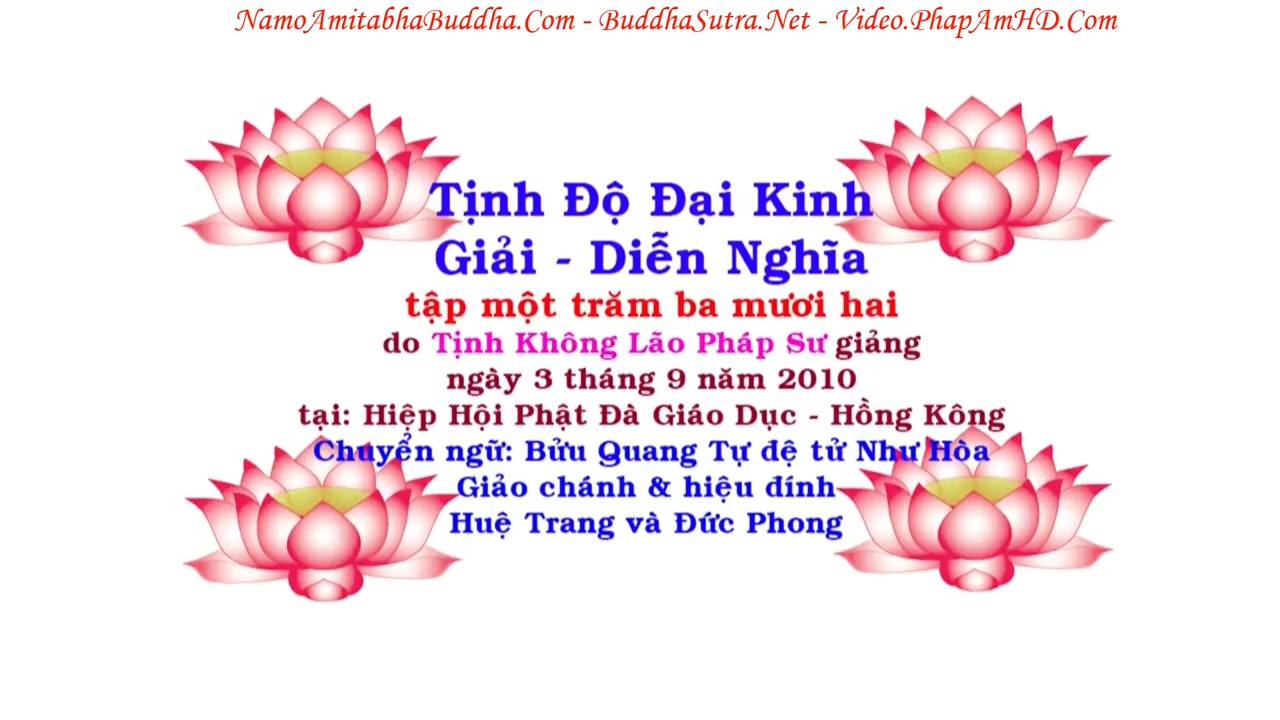 NamoAmitabhaBuddha.Com - BuddhaSutra.Net - Video.PhapAmHD.Com
Tịnh Độ Đại Kinh
Giải - Diễn Nghĩa
tập một trăm ba mươi hai
do Tịnh Không Lão Pháp Sư giảng
ngày 3 tháng 9 năm 2010
tại: Hiệp Hội Phật Đà Giáo Dục - Hồng Kông
Chuyển ngữ: Bửu Quang Tự đệ tử Như Hòa
Giảo chánh & hiệu đính
Huệ Trang và Đức Phong